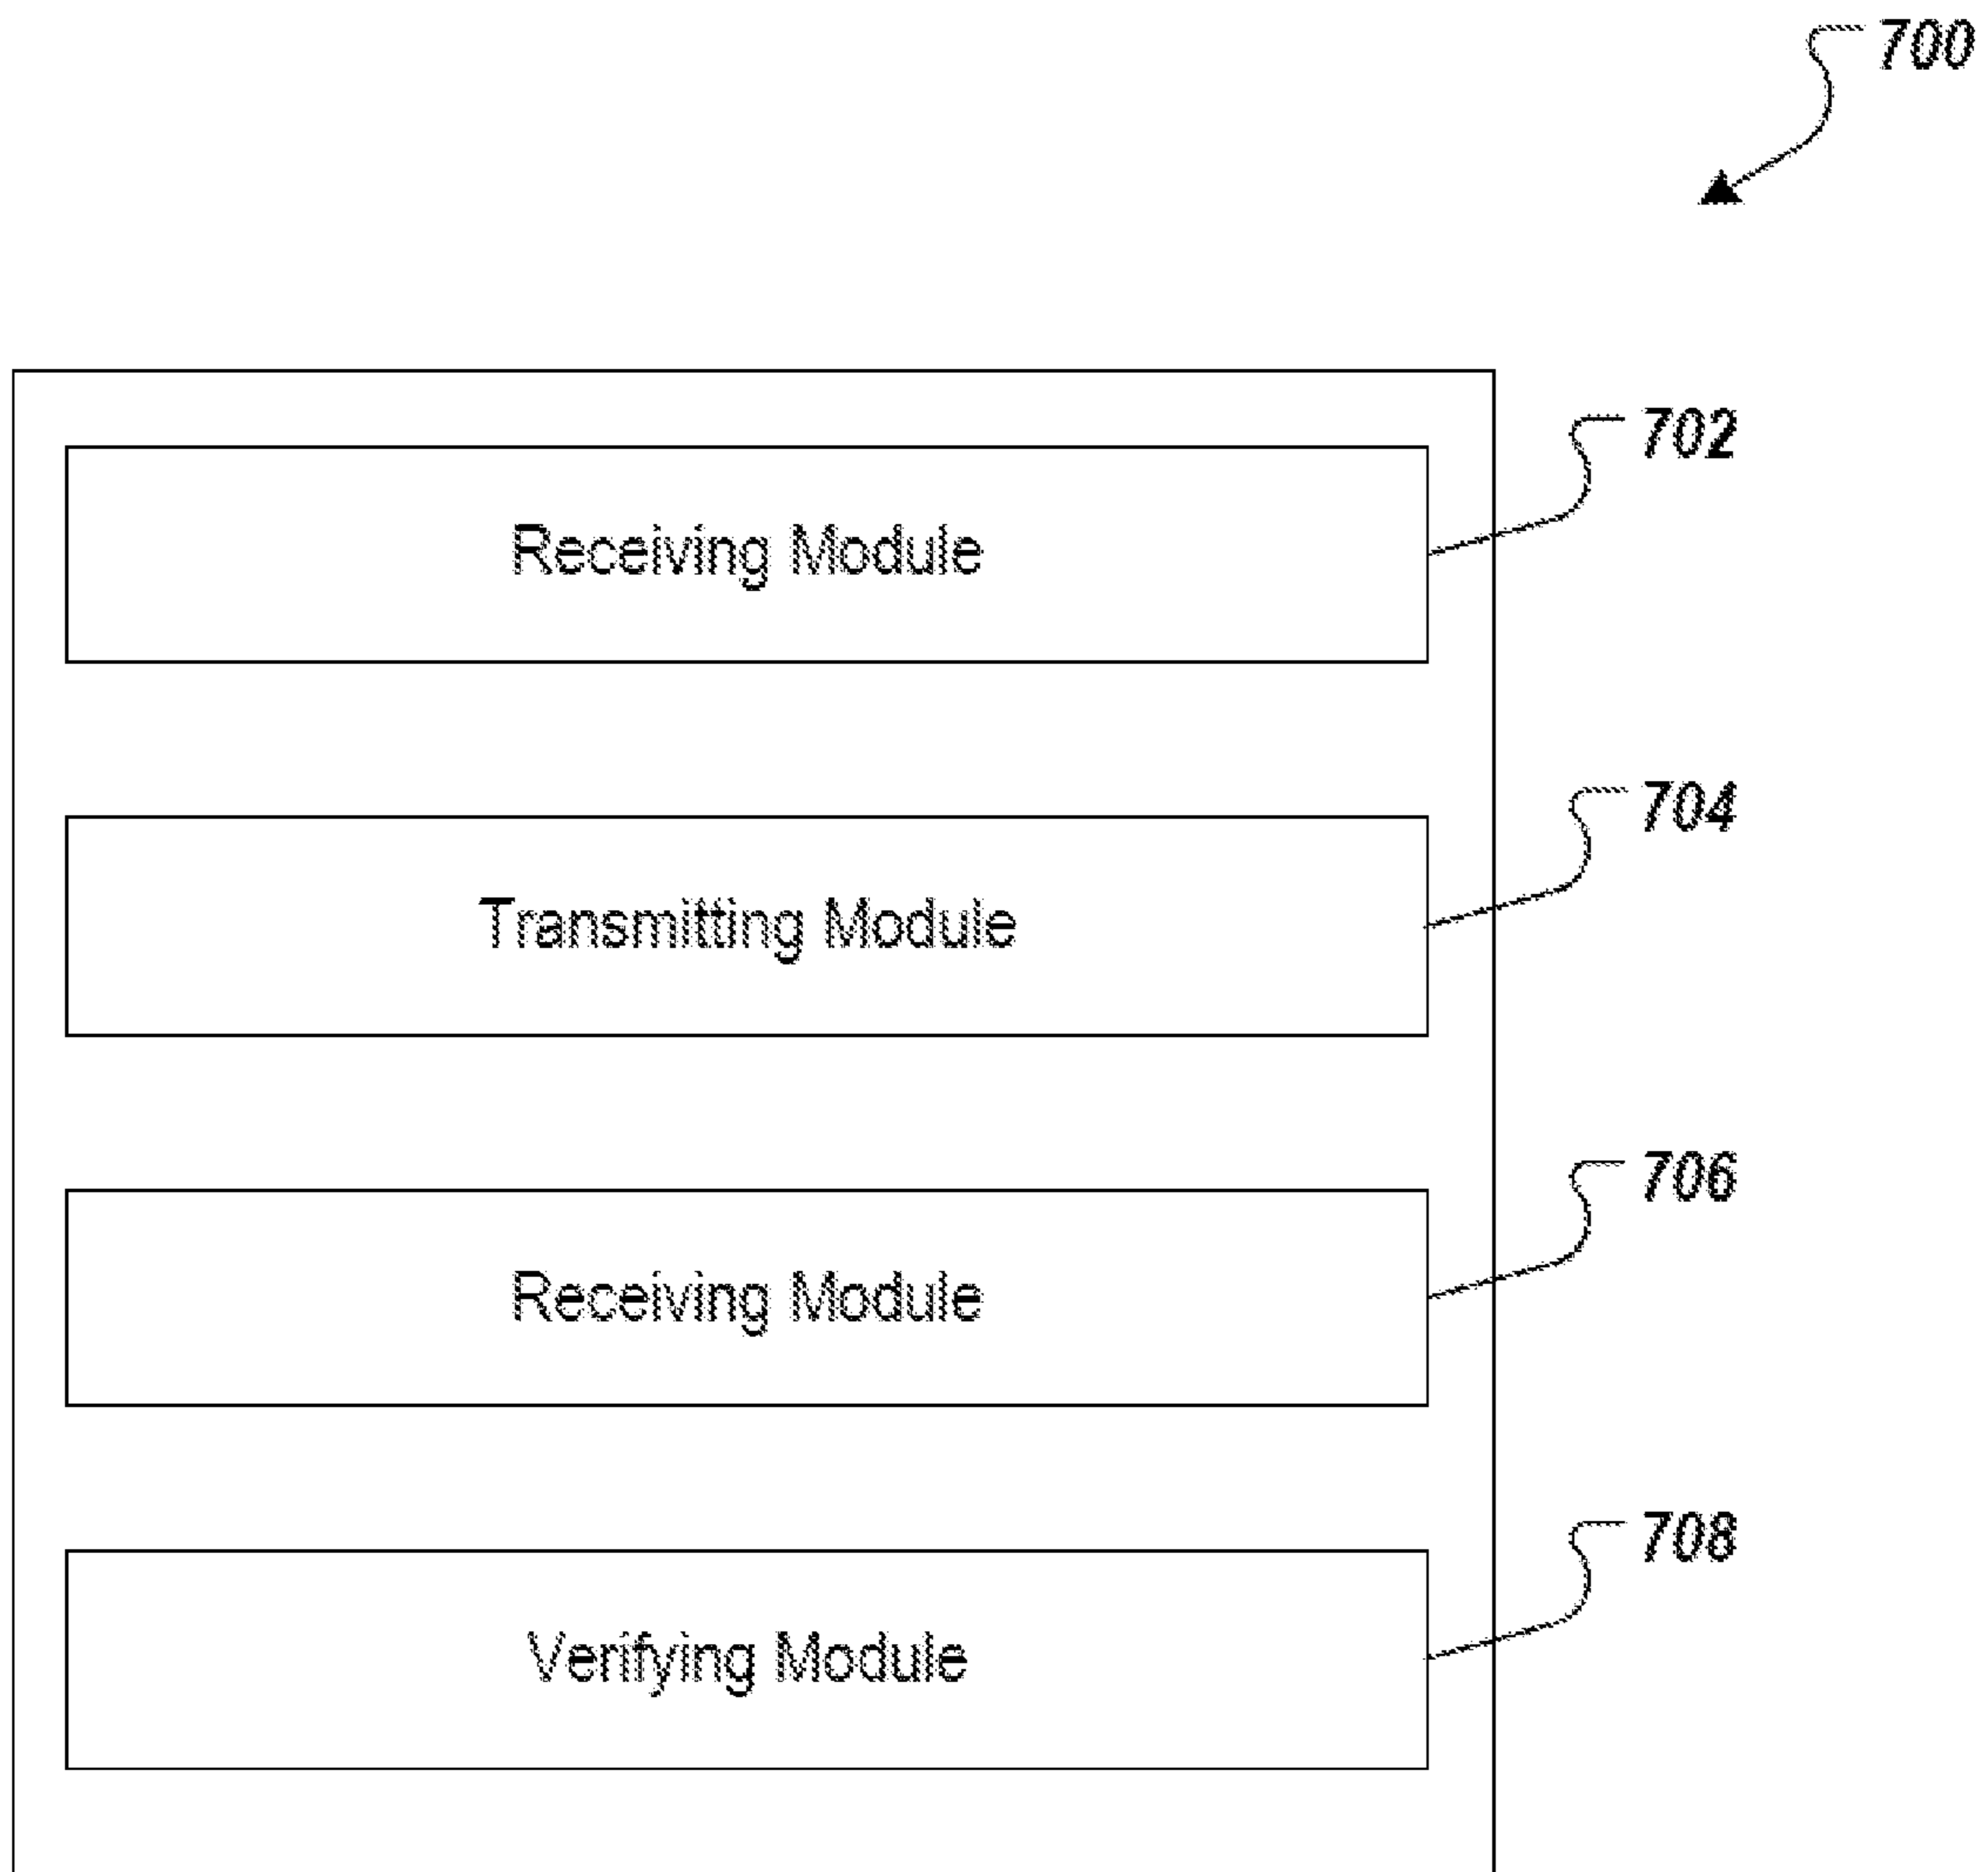 700
702
Receiving Module
704
Transmitting Module
706
Receiving Module
708
Verifying Module